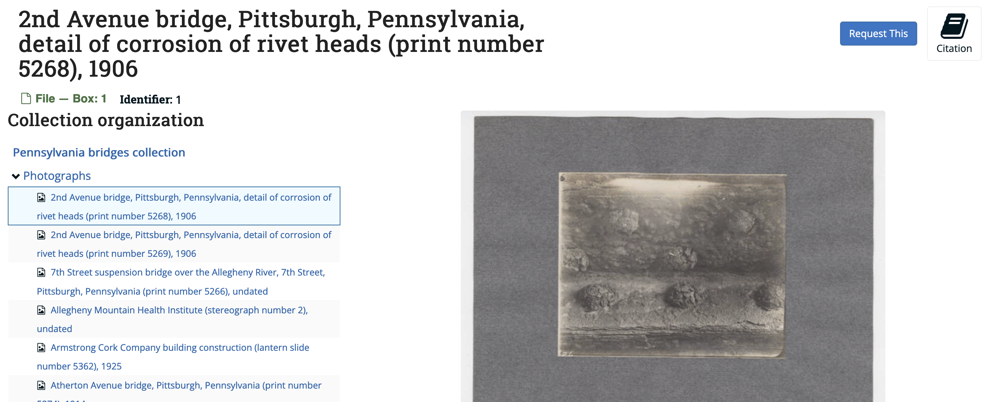 2nd Avenue bridge, Pittsburgh, Pennsylvania,
detail of corrosion of rivet heads (print number
5268), 1906
Request This
Citation
File — Box: 1 Identifier: 1
Collection organization
Pennsylvania bridges collection
Photographs
2nd Avenue bridge, Pittsburgh, Pennsylvania, detail of corrosion of
rivet heads (print number 5268), 1906
2nd Avenue bridge, Pittsburgh, Pennsylvania, detail of corrosion of
rivet heads (print number 5269), 1906
7th Street suspension bridge over the Allegheny River, 7th Street,
Pittsburgh, Pennsylvania (print number 5266), undated
Allegheny Mountain Health Institute (stereograph number 2),
undated
Armstrong Cork Company building construction (lantern slide
number 5362), 1925
Atherton Avenue bridge, Pittsburgh, Pennsylvania (print number